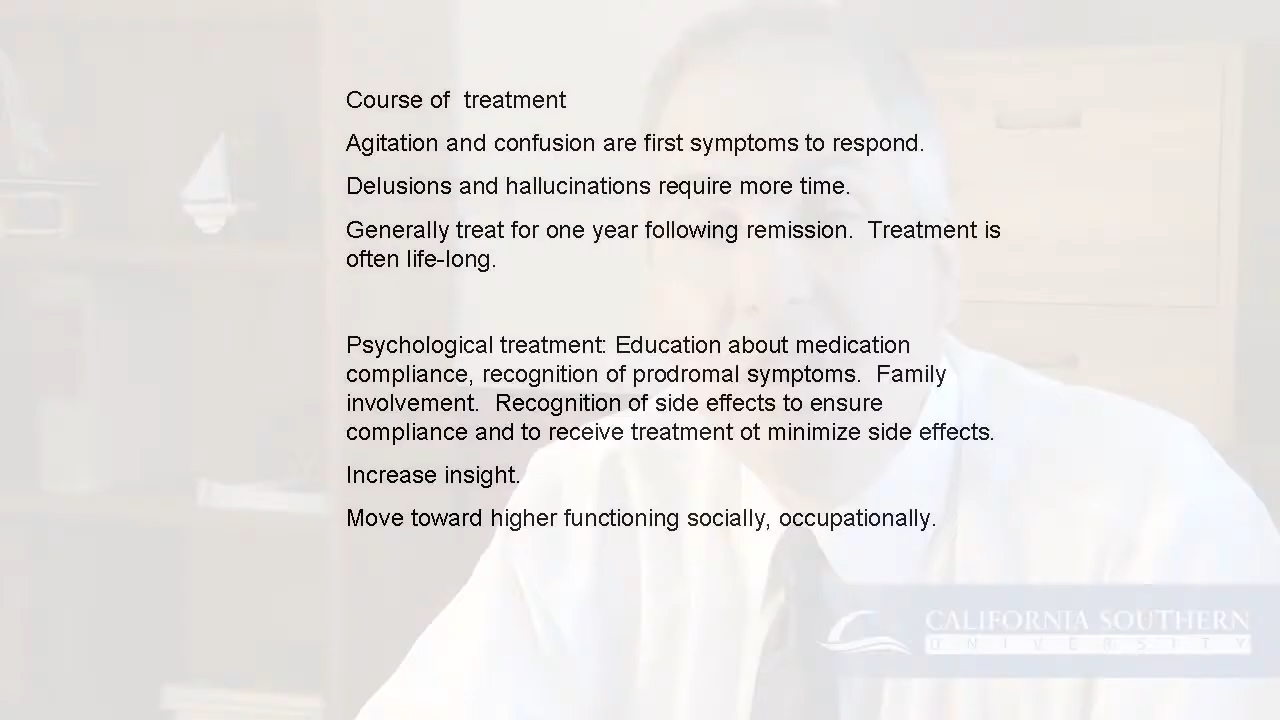 Course of  treatment
Agitation and confusion are first symptoms to respond.
Delusions and hallucinations require more time.
Generally treat for one year following remission.  Treatment is
often life-long.
Psychological treatment: Education about medication
compliance, recognition of prodromal symptoms.  Family
involvement.  Recognition of side effects to ensure
compliance and to receive treatment ot minimize side effects.
Increase insight.
Move toward higher functioning socially, occupationally.
CALIFORNIA SOUTHERN
UNIVERSITY